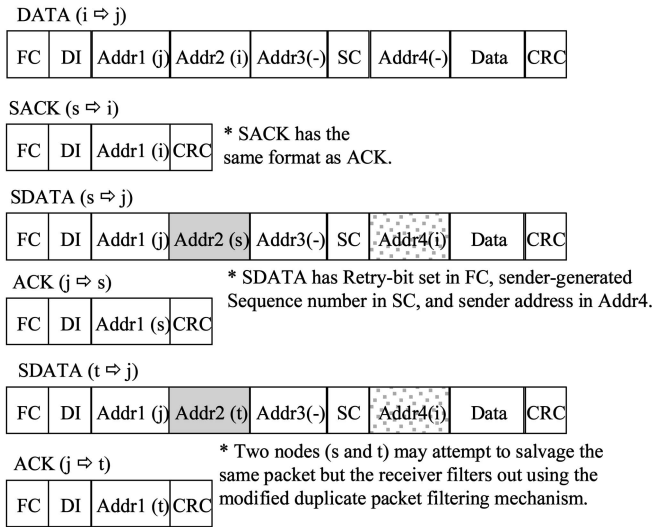 DATA (i ⇨ j)
FC DI Addr1 (j) Addr2 (i) Addr3(-) SC Addr4(-) Data CRC
SACK (s ⇨ i)
FC DI Addr1 (i) CRC
* SACK has the
same format as ACK.
SDATA (s ⇨ j)
FC DI Addr1 (j) Addr2 (s) Addr3(-) SC Addr4(i) Data CRC
ACK (j ⇨ s)
FC DI Addr1 (s) CRC
* SDATA has Retry-bit set in FC, sender-generated
Sequence number in SC, and sender address in Addr4.
SDATA (t ⇨ j)
FC DI Addr1 (j) Addr2 (t) Addr3(-) SC Addr4(i) Data CRC
ACK (j ⇨ t)
FC DI Addr1 (t) CRC
* Two nodes (s and t) may attempt to salvage the
same packet but the receiver filters out using the
modified duplicate packet filtering mechanism.